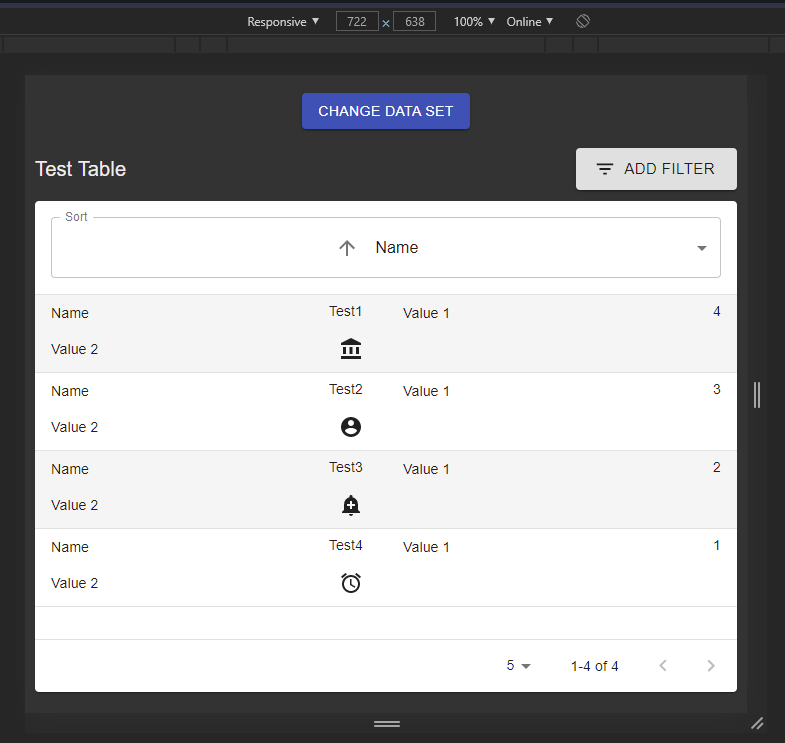 Responsive ▼ 722 × 638 100% ▼ Online ▼
CHANGE DATA SET
Test Table
ADD FILTER
Sort
Name
Name Test1 Value 1 4
Value 2
Name Test2 Value 1 3
Value 2
Name Test3 Value 1 2
Value 2
Name Test4 Value 1 1
Value 2
5 1-4 of 4